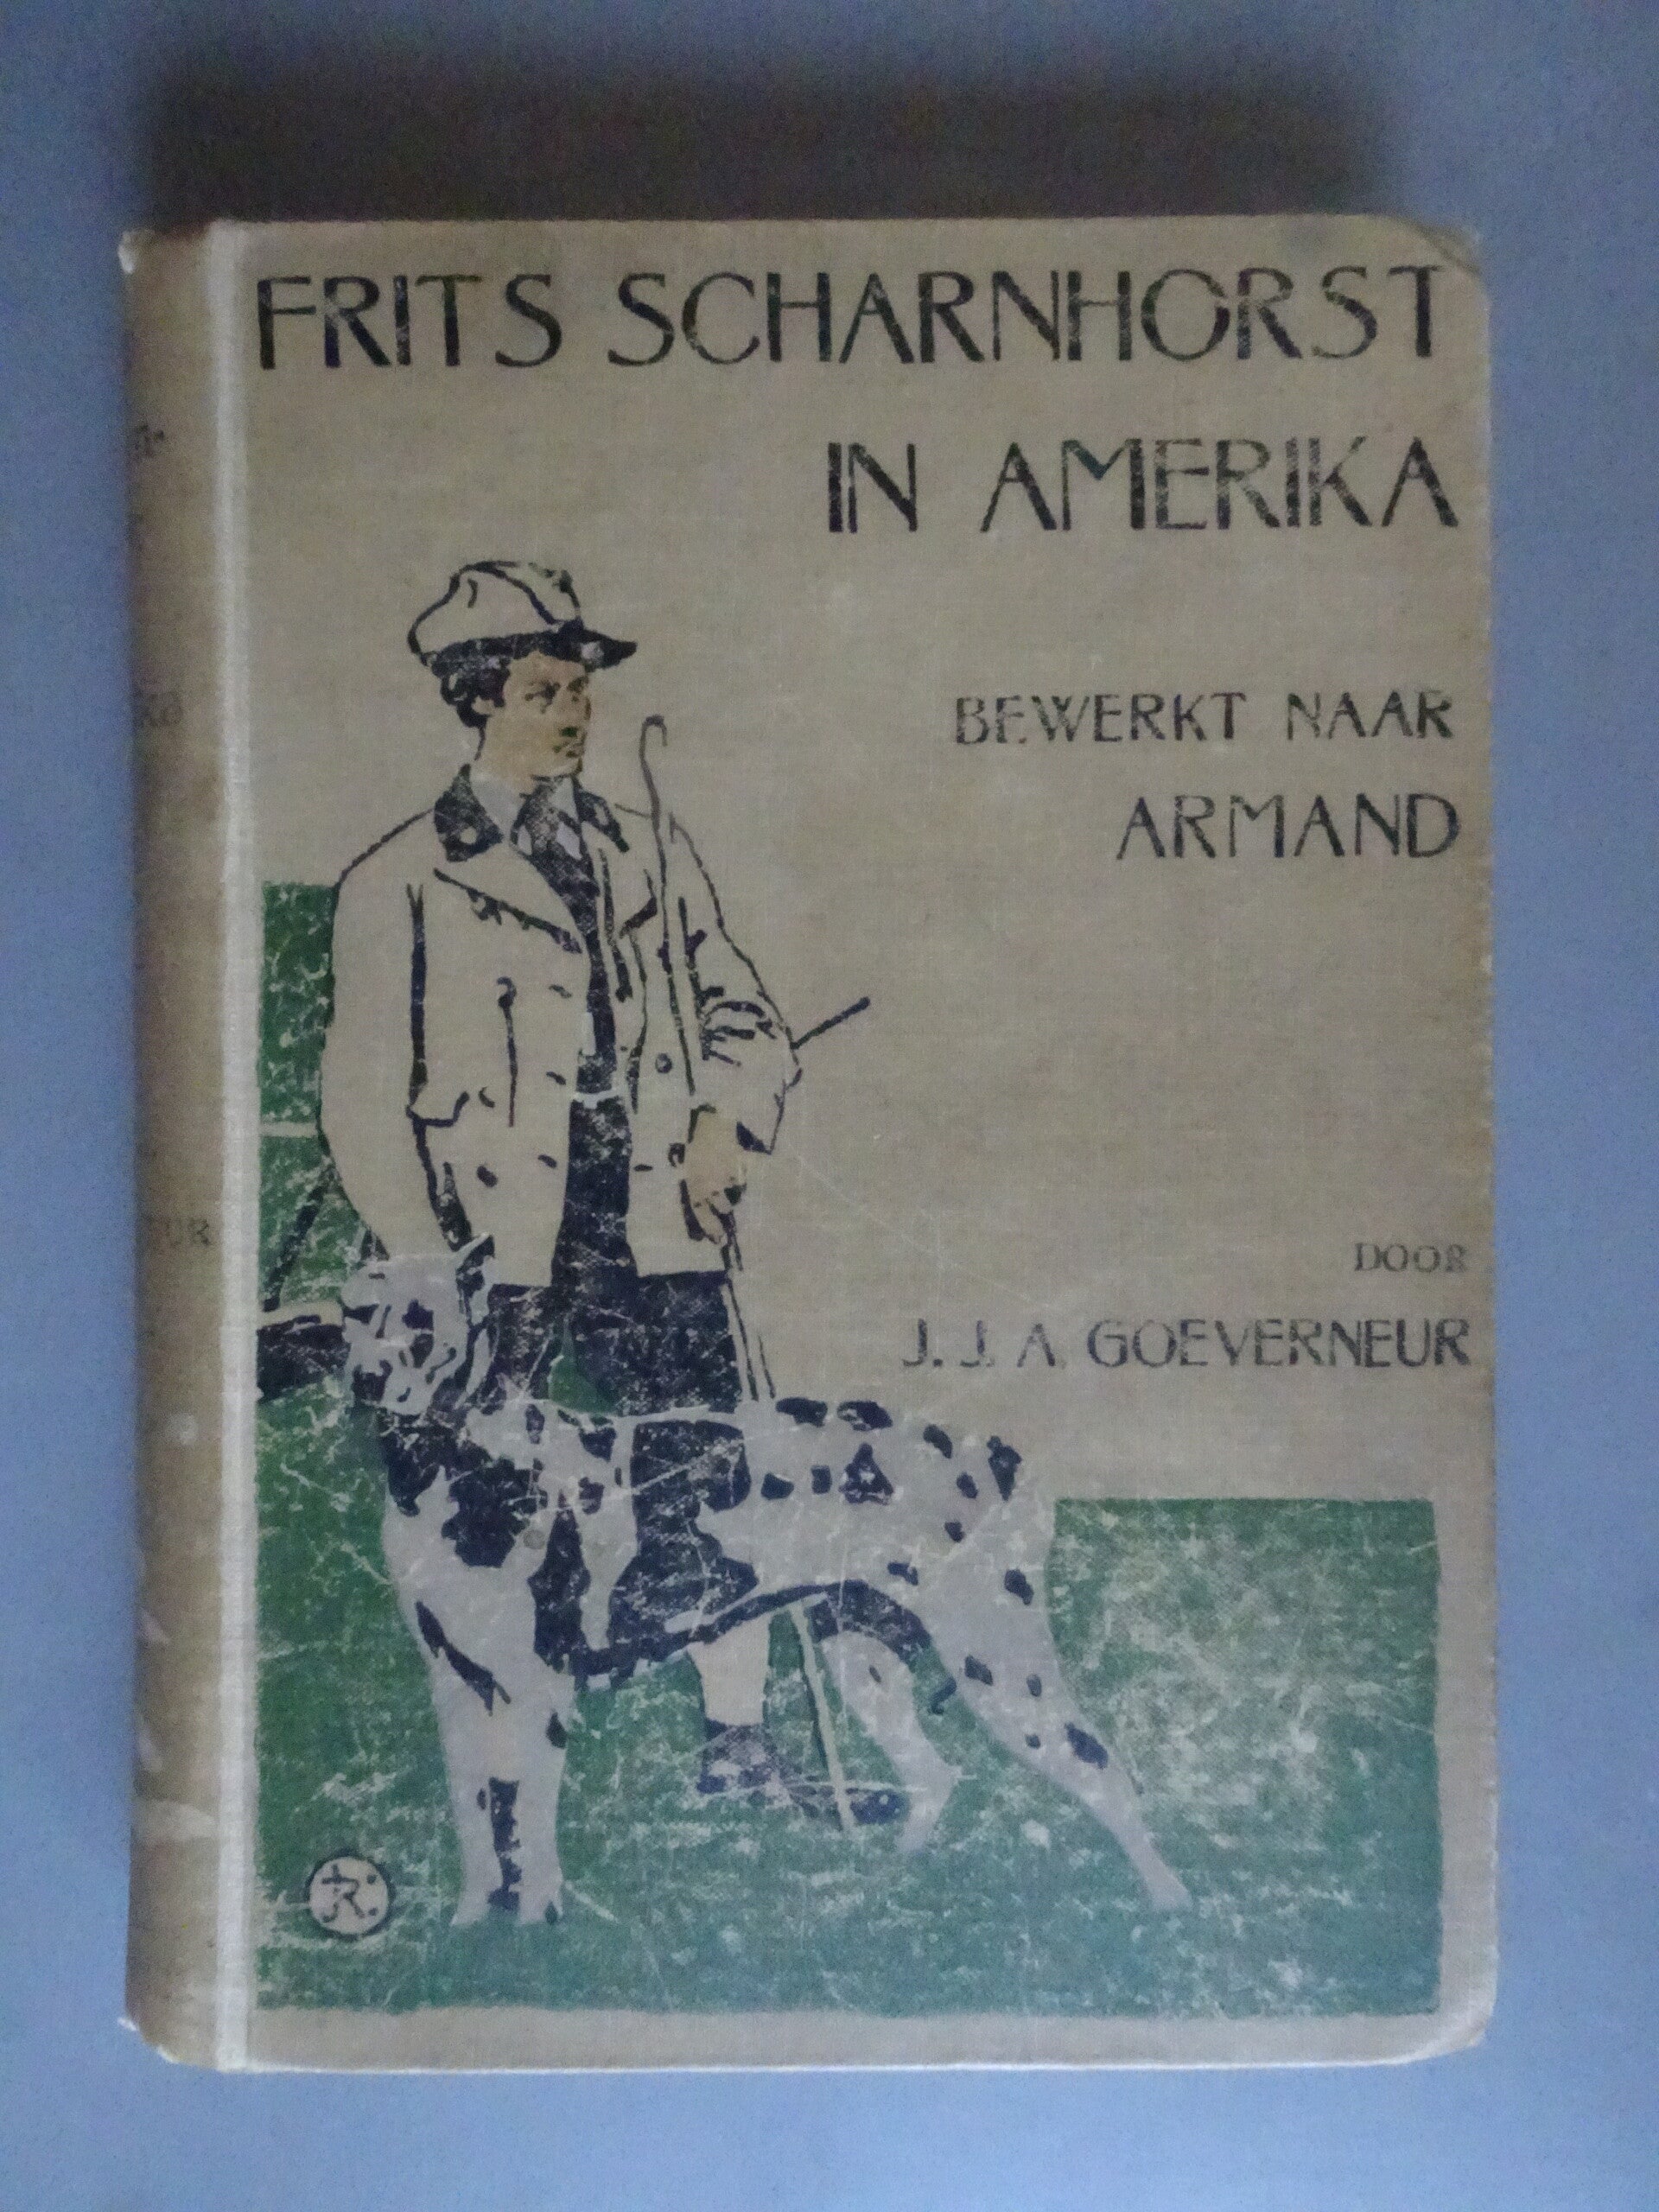 FRITS SCHARNHORST
IN AMERIKA
BEWERKT NAAR
ARMAND
DOOR
J. J. A. GOEVERNEUR